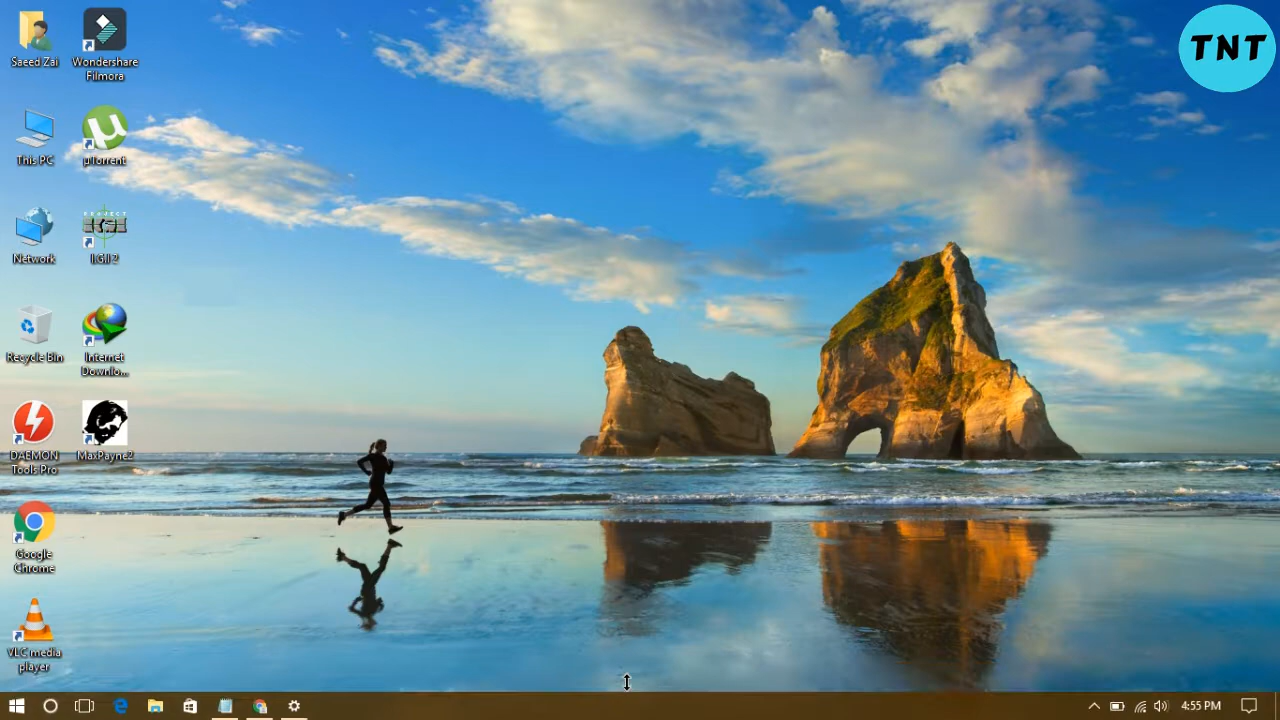 Saeed Zai
Wondershare
Filmora
TNT
This PC
µTorrent
PROJECT
IGI
Network
I.G.I 2
Recycle Bin
Internet
Downlo...
DAEMON
Tools Pro
MaxPayne2
Google
Chrome
VLC media
player
4:55 PM